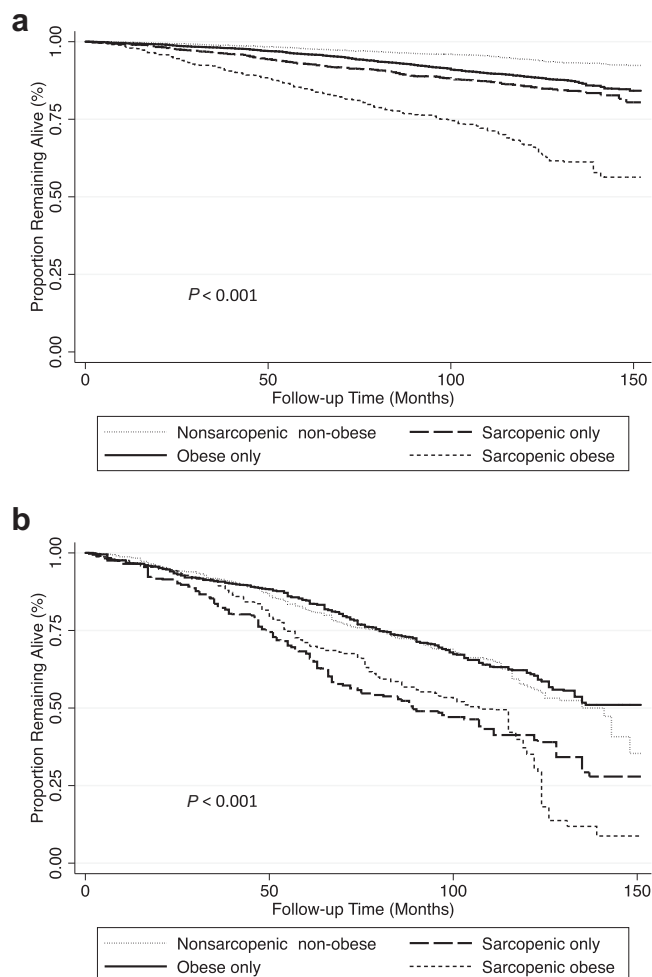 a
Proportion Remaining Alive (%)
1.00
0.75
0.50
0.25
0.00
P < 0.001
0 50 100 150
Follow-up Time (Months)
Nonsarcopenic non-obese Sarcopenic only
Obese only Sarcopenic obese
b
Proportion Remaining Alive (%)
1.00
0.75
0.50
0.25
0.00
P < 0.001
0 50 100 150
Follow-up Time (Months)
Nonsarcopenic non-obese Sarcopenic only
Obese only Sarcopenic obese